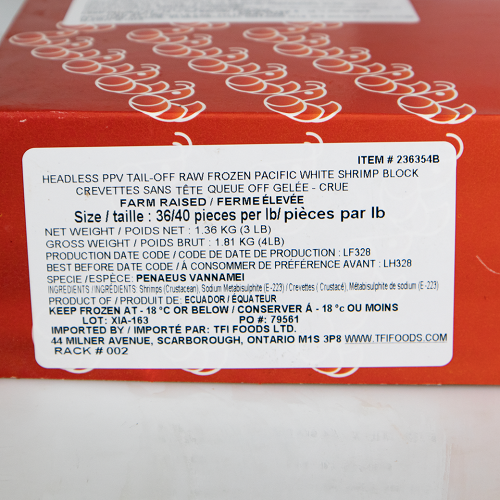 ITEM # 236354B
HEADLESS PPV TAIL-OFF RAW FROZEN PACIFIC WHITE SHRIMP BLOCK
CREVETTES SANS TÊTE QUEUE OFF GELÉE - CRUE
FARM RAISED / FERME ÉLEVÉE
Size / taille : 36/40 pieces per lb/ pièces par lb
NET WEIGHT / POIDS NET : 1.36 KG (3 LB)
GROSS WEIGHT / POIDS BRUT : 1.81 KG (4LB)
PRODUCTION DATE CODE / CODE DE DATE DE PRODUCTION : LF328
BEST BEFORE DATE CODE / À CONSOMMER DE PRÉFÉRENCE AVANT : LH328
SPECIE / ESPÈCE: PENAEUS VANNAMEI
INGREDIENTS / INGRÉDIENTS: Shrimps (Crustacean), Sodium Metabisulphite (E -223) / Crevettes ( Crustacé), Métabisulphite de sodium (E -223)
PRODUCT OF / PRODUIT DE: ECUADOR / ÉQUATEUR
KEEP FROZEN AT - 18 °C OR BELOW / CONSERVER Á - 18 °C OU MOINS
LOT: XIA-163 PO #: 79561
IMPORTED BY / IMPORTÉ PAR: TFI FOODS LTD.
44 MILNER AVENUE, SCARBOROUGH, ONTARIO M1S 3P8 WWW.TFIFOODS.COM
RACK # 002